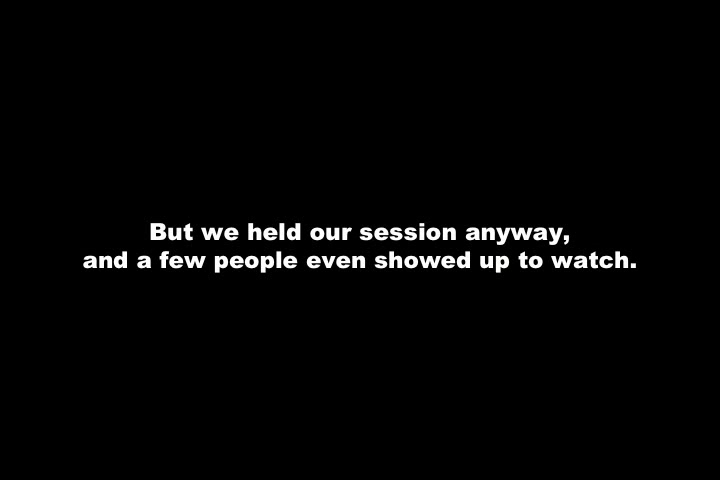 But we held our session anyway,
and a few people even showed up to watch.